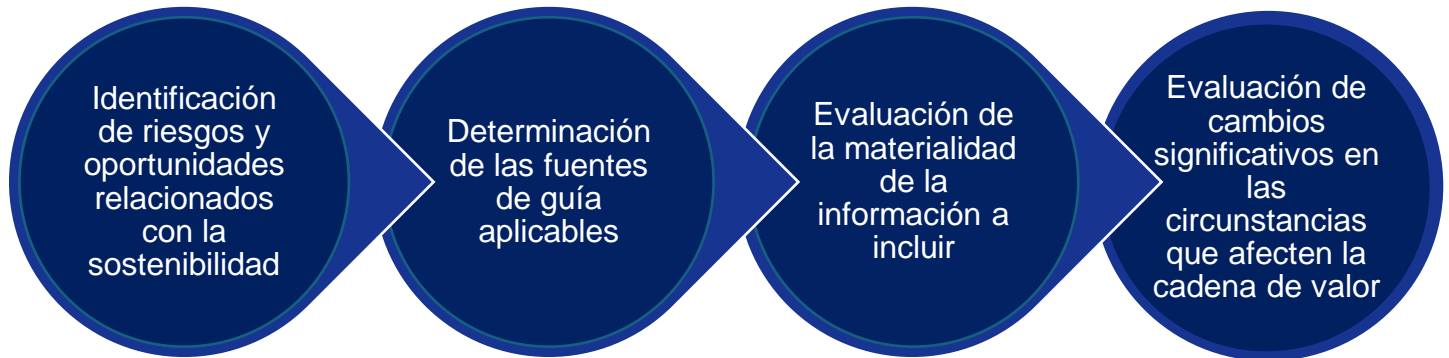 Identificación
de riesgos y
oportunidades
relacionados
con la
sostenibilidad
Determinación
de las fuentes
de guía
aplicables
Evaluación de
la materialidad
de la
información a
incluir
Evaluación de
cambios
significativos en
las
circunstancias
que afecten la
cadena de valor